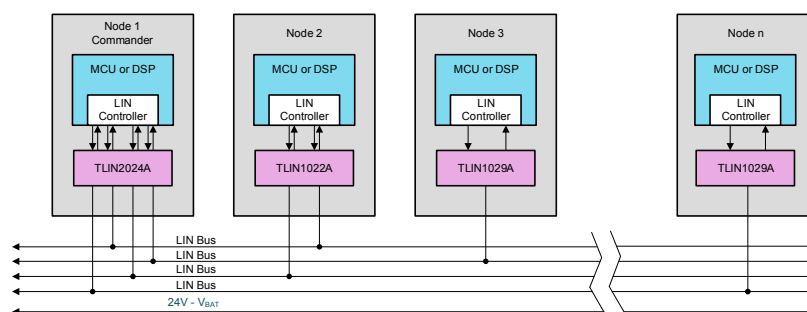 Node 1
Commander
MCU or DSP
LIN
Controller
TLIN2024A
Node 2
MCU or DSP
LIN
Controller
TLIN1022A
Node 3
MCU or DSP
LIN
Controller
TLIN1029A
Node n
MCU or DSP
LIN
Controller
TLIN1029A
LIN Bus
LIN Bus
LIN Bus
LIN Bus
24V - VBAT